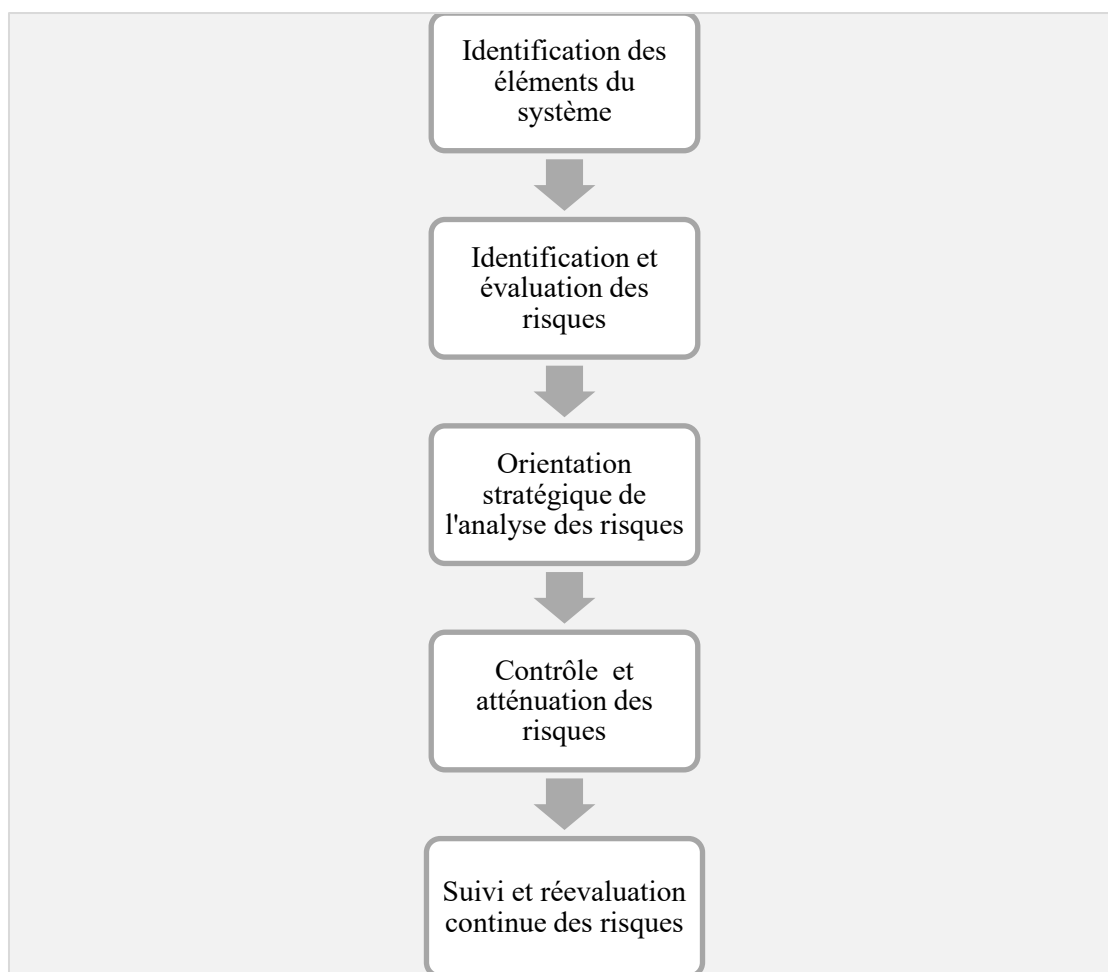 Identification des
éléments du
système
Identification et
évaluation des
risques
Orientation
stratégique de
l'analyse des risques
Contrôle  et
atténuation des
risques
Suivi et réevaluation
continue des risques